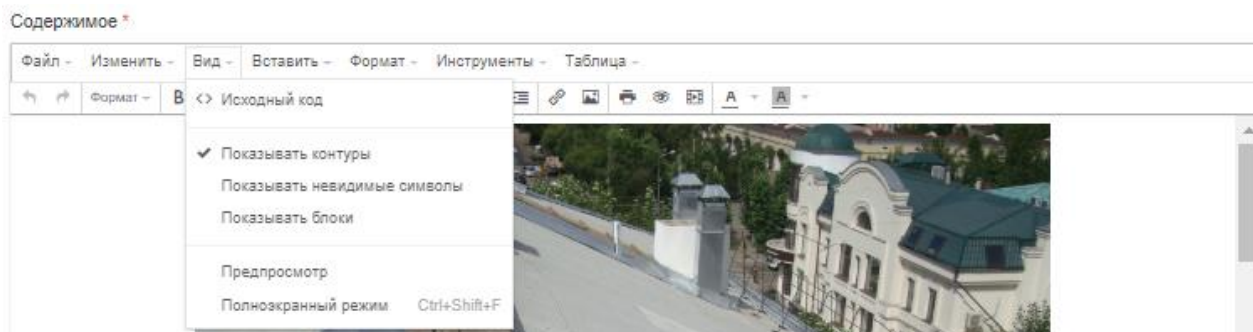 Содержимое *
Файл Изменить Вид Вставить Формат Инструменты Таблица
Формат B A A
<> Исходный код
Показывать контуры
Показывать невидимые символы
Показывать блоки
Предпросмотр
Полноэкранный режим Ctrl+Shift+F